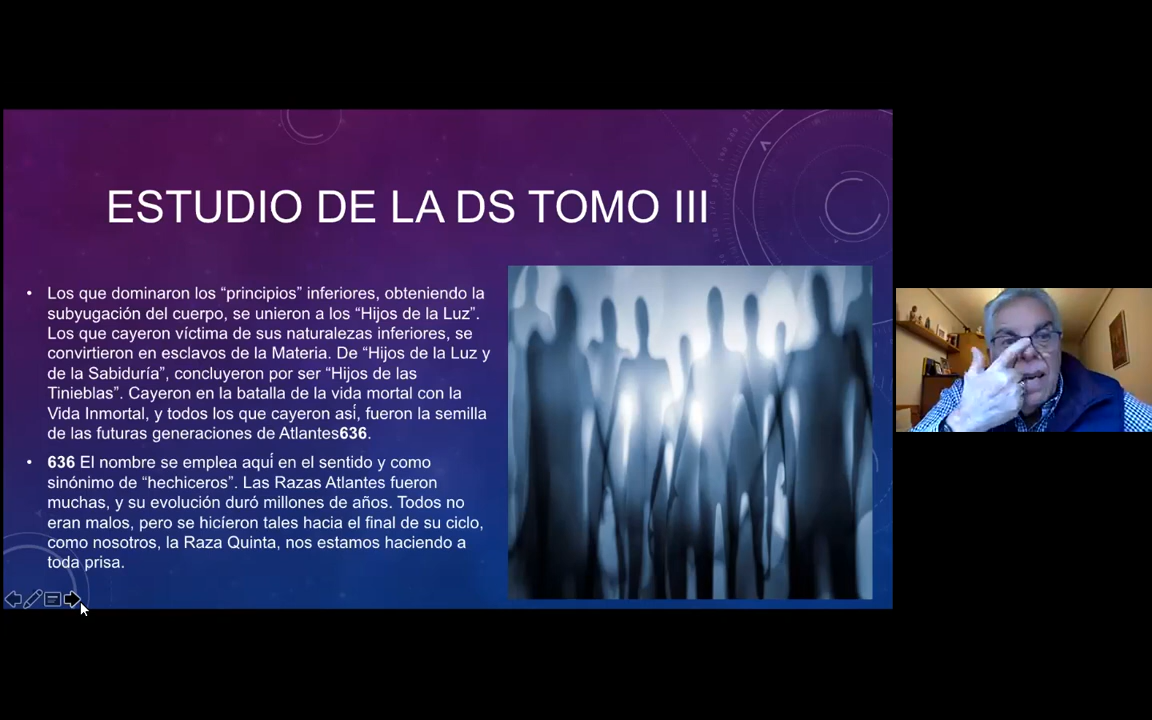 ESTUDIO DE LA DS TOMO III
• Los que dominaron los “principios” inferiores, obteniendo la
subyugación del cuerpo, se unieron a los “Hijos de la Luz”.
Los que cayeron víctima de sus naturalezas inferiores, se
convirtieron en esclavos de la Materia. De “Hijos de la Luz y
de la Sabiduría”, concluyeron por ser “Hijos de las
Tinieblas”. Cayeron en la batalla de la vida mortal con la
Vida Inmortal, y todos los que cayeron así, fueron la semilla
de las futuras generaciones de Atlantes636.
• 636 El nombre se emplea aquí en el sentido y como
sinónimo de “hechiceros”. Las Razas Atlantes fueron
muchas, y su evolución duró millones de años. Todos no
eran malos, pero se hicíeron tales hacia el final de su ciclo,
como nosotros, la Raza Quinta, nos estamos haciendo a
toda prisa.